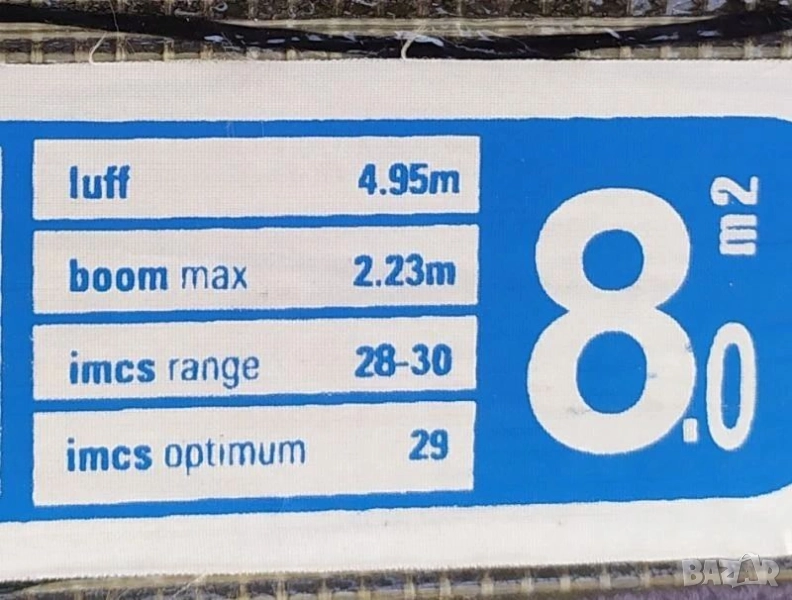 luff 4.95m
boom max 2.23m
imcs range 28-30
imcs optimum 29
8.0 m2
BAZAR